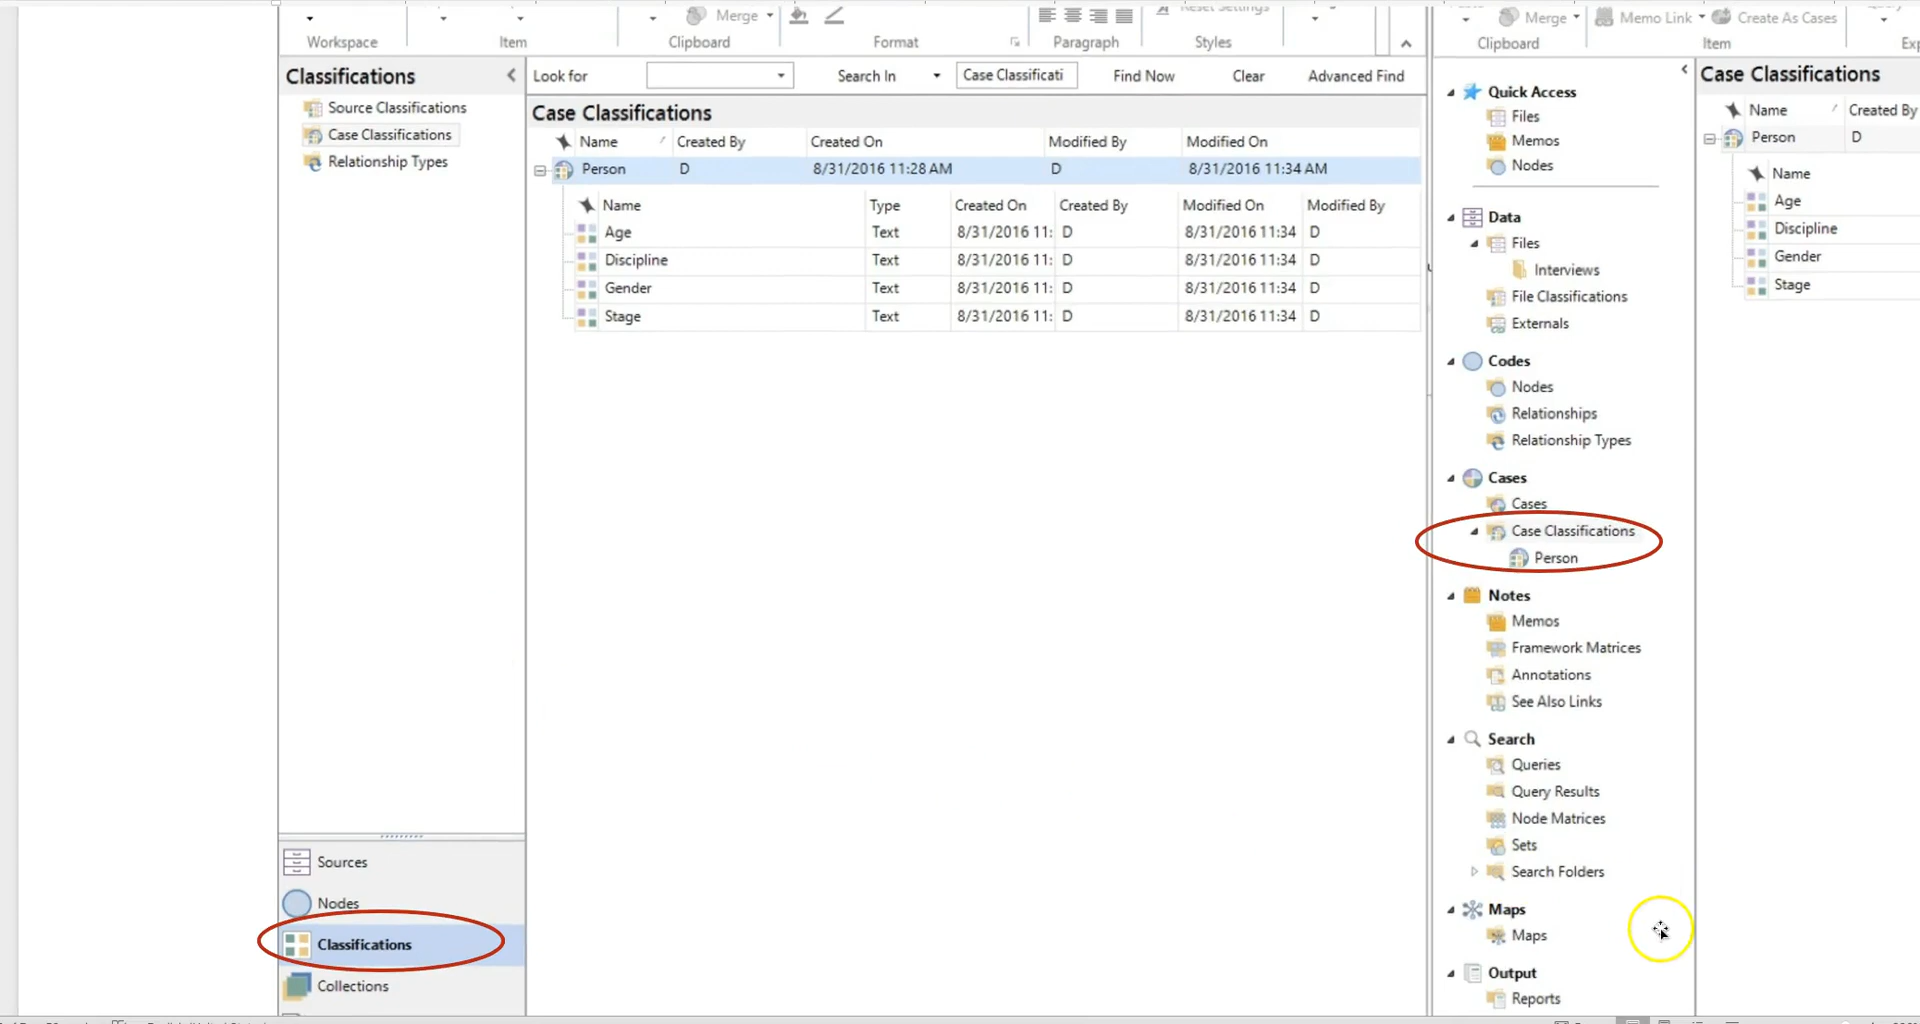 Merge
Workspace
Item
Clipboard
Format
Paragraph
Reset Settings
Styles
Classifications
Source Classifications
Case Classifications
Relationship Types
Look for
Search In
Case Classificati
Find Now
Clear
Advanced Find
Case Classifications
Name Created By Created On Modified By Modified On
Person D 8/31/2016 11:28 AM D 8/31/2016 11:34 AM
Name Type Created On Created By Modified On Modified By
Age Text 8/31/2016 11: D 8/31/2016 11:34 D
Discipline Text 8/31/2016 11: D 8/31/2016 11:34 D
Gender Text 8/31/2016 11: D 8/31/2016 11:34 D
Stage Text 8/31/2016 11: D 8/31/2016 11:34 D
Sources
Nodes
Classifications
Collections
Merge
Memo Link
Create As Cases
Clipboard
Item
Exp
Quick Access
Files
Memos
Nodes
Data
Files
Interviews
File Classifications
Externals
Codes
Nodes
Relationships
Relationship Types
Cases
Cases
Case Classifications
Person
Notes
Memos
Framework Matrices
Annotations
See Also Links
Search
Queries
Query Results
Node Matrices
Sets
Search Folders
Maps
Maps
Output
Reports
Case Classifications
Name Created By
Person D
Name
Age
Discipline
Gender
Stage